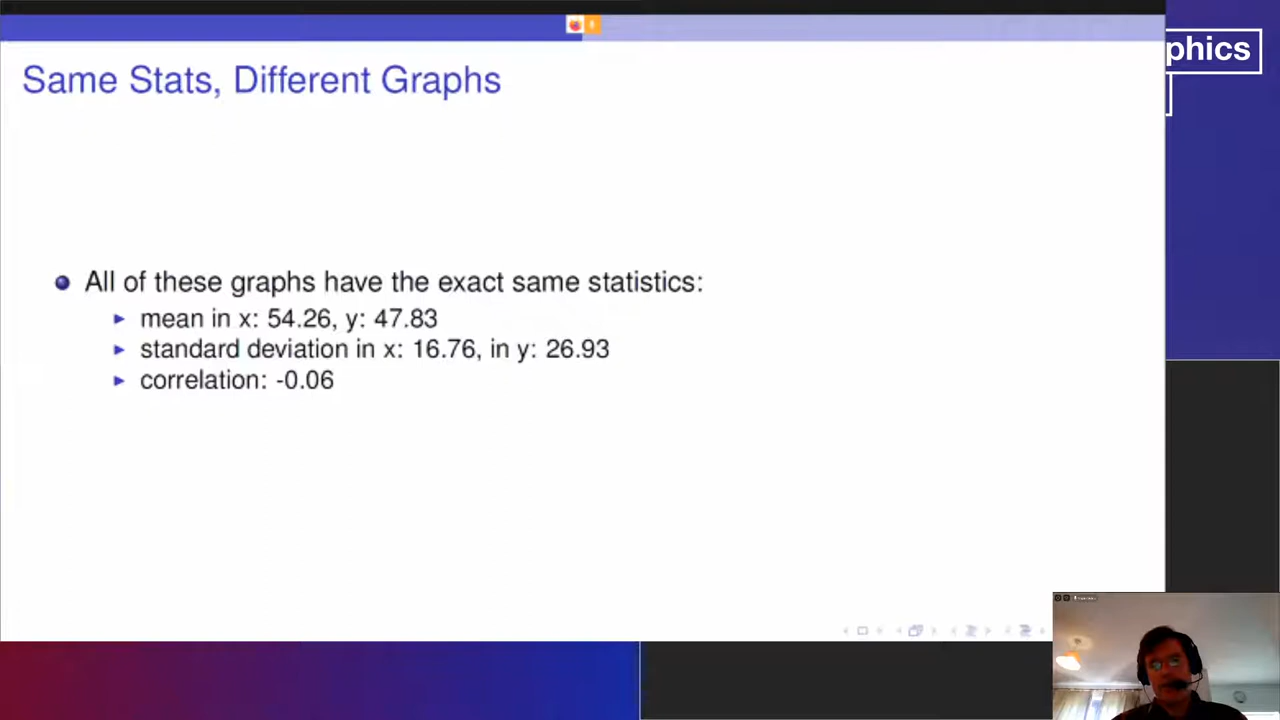 phics
Same Stats, Different Graphs
All of these graphs have the exact same statistics:
mean in x: 54.26, y: 47.83
standard deviation in x: 16.76, in y: 26.93
correlation: -0.06